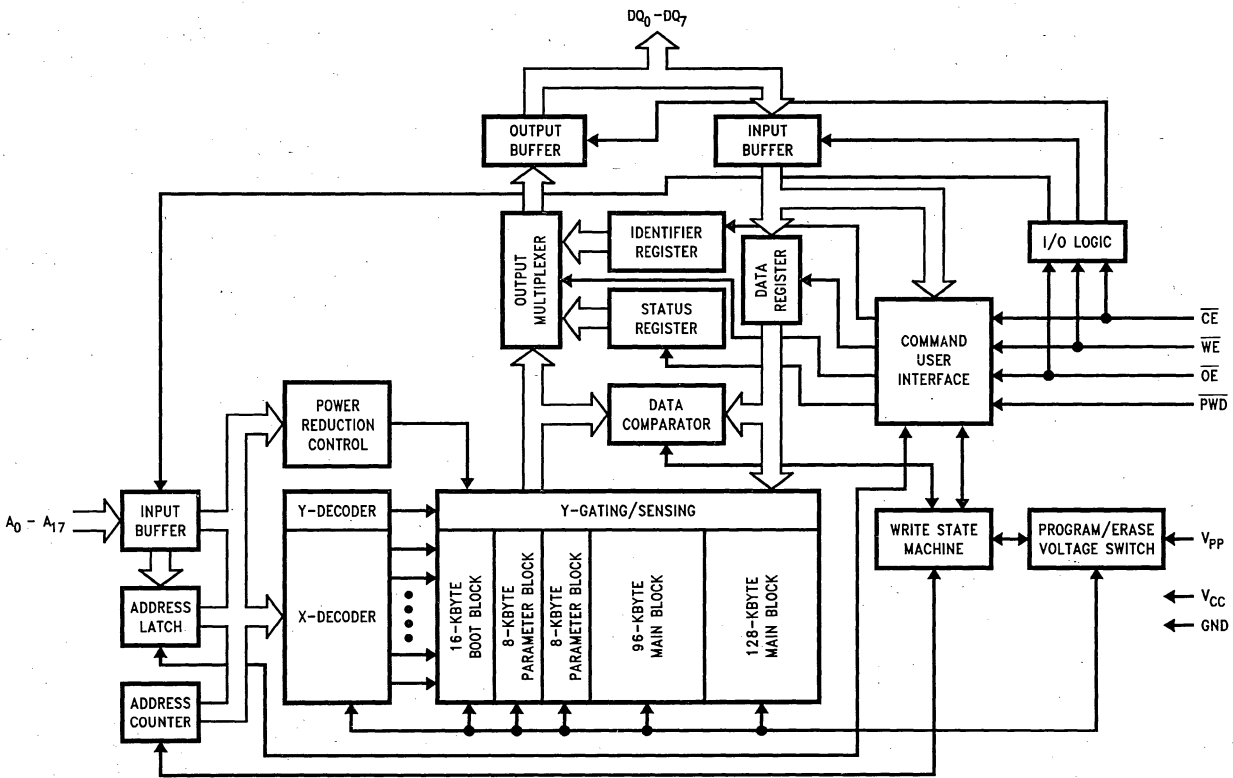 DQ0-DQ7
OUTPUT
BUFFER
INPUT
BUFFER
OUTPUT
MULTIPLEXER
IDENTIFIER
REGISTER
DATA
REGISTER
I/O LOGIC
STATUS
REGISTER
COMMAND
USER
INTERFACE
CE
WE
OE
PWD
POWER
REDUCTION
CONTROL
DATA
COMPARATOR
A0 - A17
INPUT
BUFFER
Y-DECODER
Y-GATING/SENSING
WRITE STATE
MACHINE
PROGRAM/ERASE
VOLTAGE SWITCH
VPP
ADDRESS
LATCH
X-DECODER
16-KBYTE
BOOT BLOCK
8-KBYTE
PARAMETER BLOCK
8-KBYTE
PARAMETER BLOCK
96-KBYTE
MAIN BLOCK
128-KBYTE
MAIN BLOCK
VCC
GND
ADDRESS
COUNTER